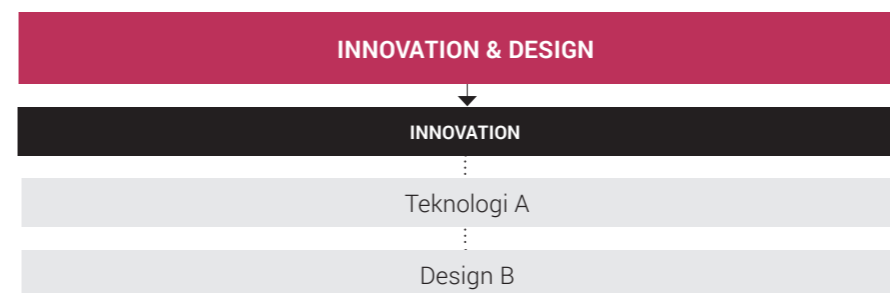 INNOVATION & DESIGN
INNOVATION
Teknologi A
Design B